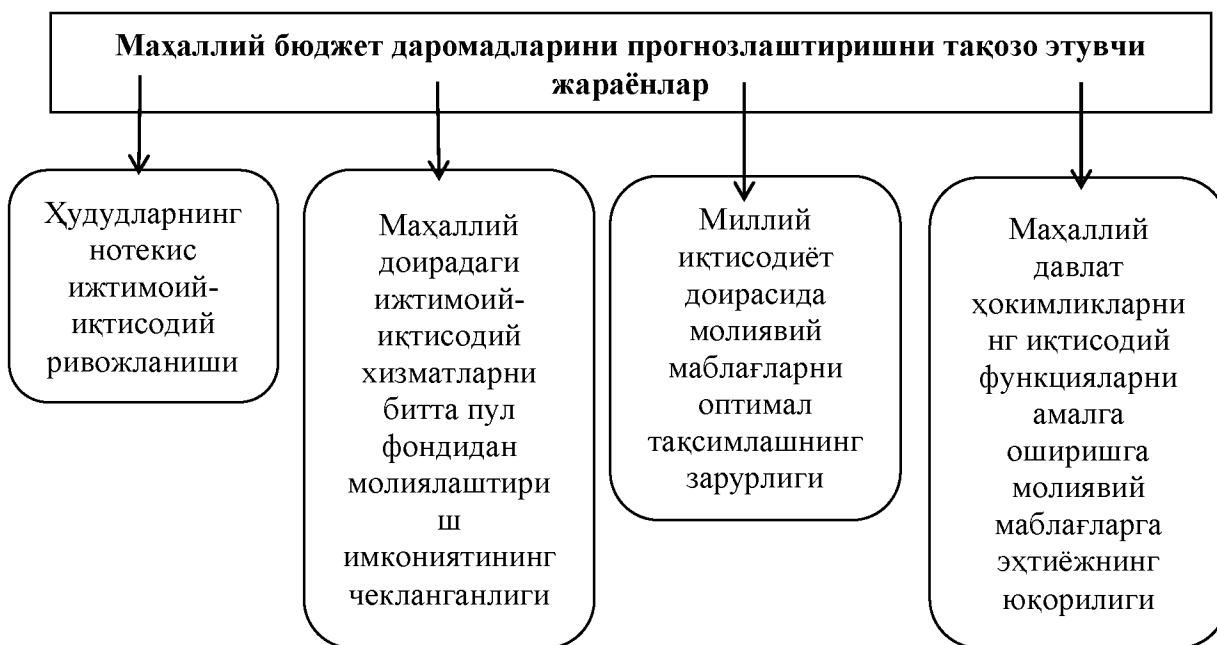 Маҳаллий бюджет даромадларини прогнозлаштиришни тақозо этувчи
жараёнлар
Ҳудудларнинг
нотекис
ижтимоий-
иқтисодий
ривожланиши
Маҳаллий
доирадаги
ижтимоий-
иқтисодий
хизматларни
битта пул
фондидан
молиялаштири
ш
имкониятининг
чекланганлиги
Миллий
иқтисодиёт
доирасида
молиявий
маблағларни
оптимал
тақсимлашнинг
зарурлиги
Маҳаллий
давлат
ҳокимликларни
нг иқтисодий
функцияларни
амалга
оширишга
молиявий
маблағларга
эҳтиёжнинг
юқорилиги